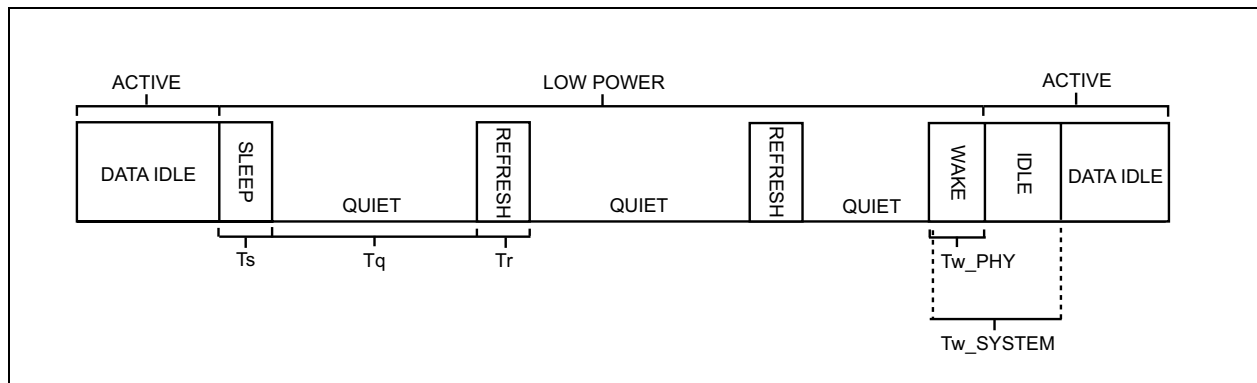 ACTIVE
LOW POWER
ACTIVE
DATA IDLE
SLEEP
QUIET
REFRESH
QUIET
REFRESH
QUIET
WAKE
IDLE
DATA IDLE
Ts
Tq
Tr
Tw_PHY
Tw_SYSTEM